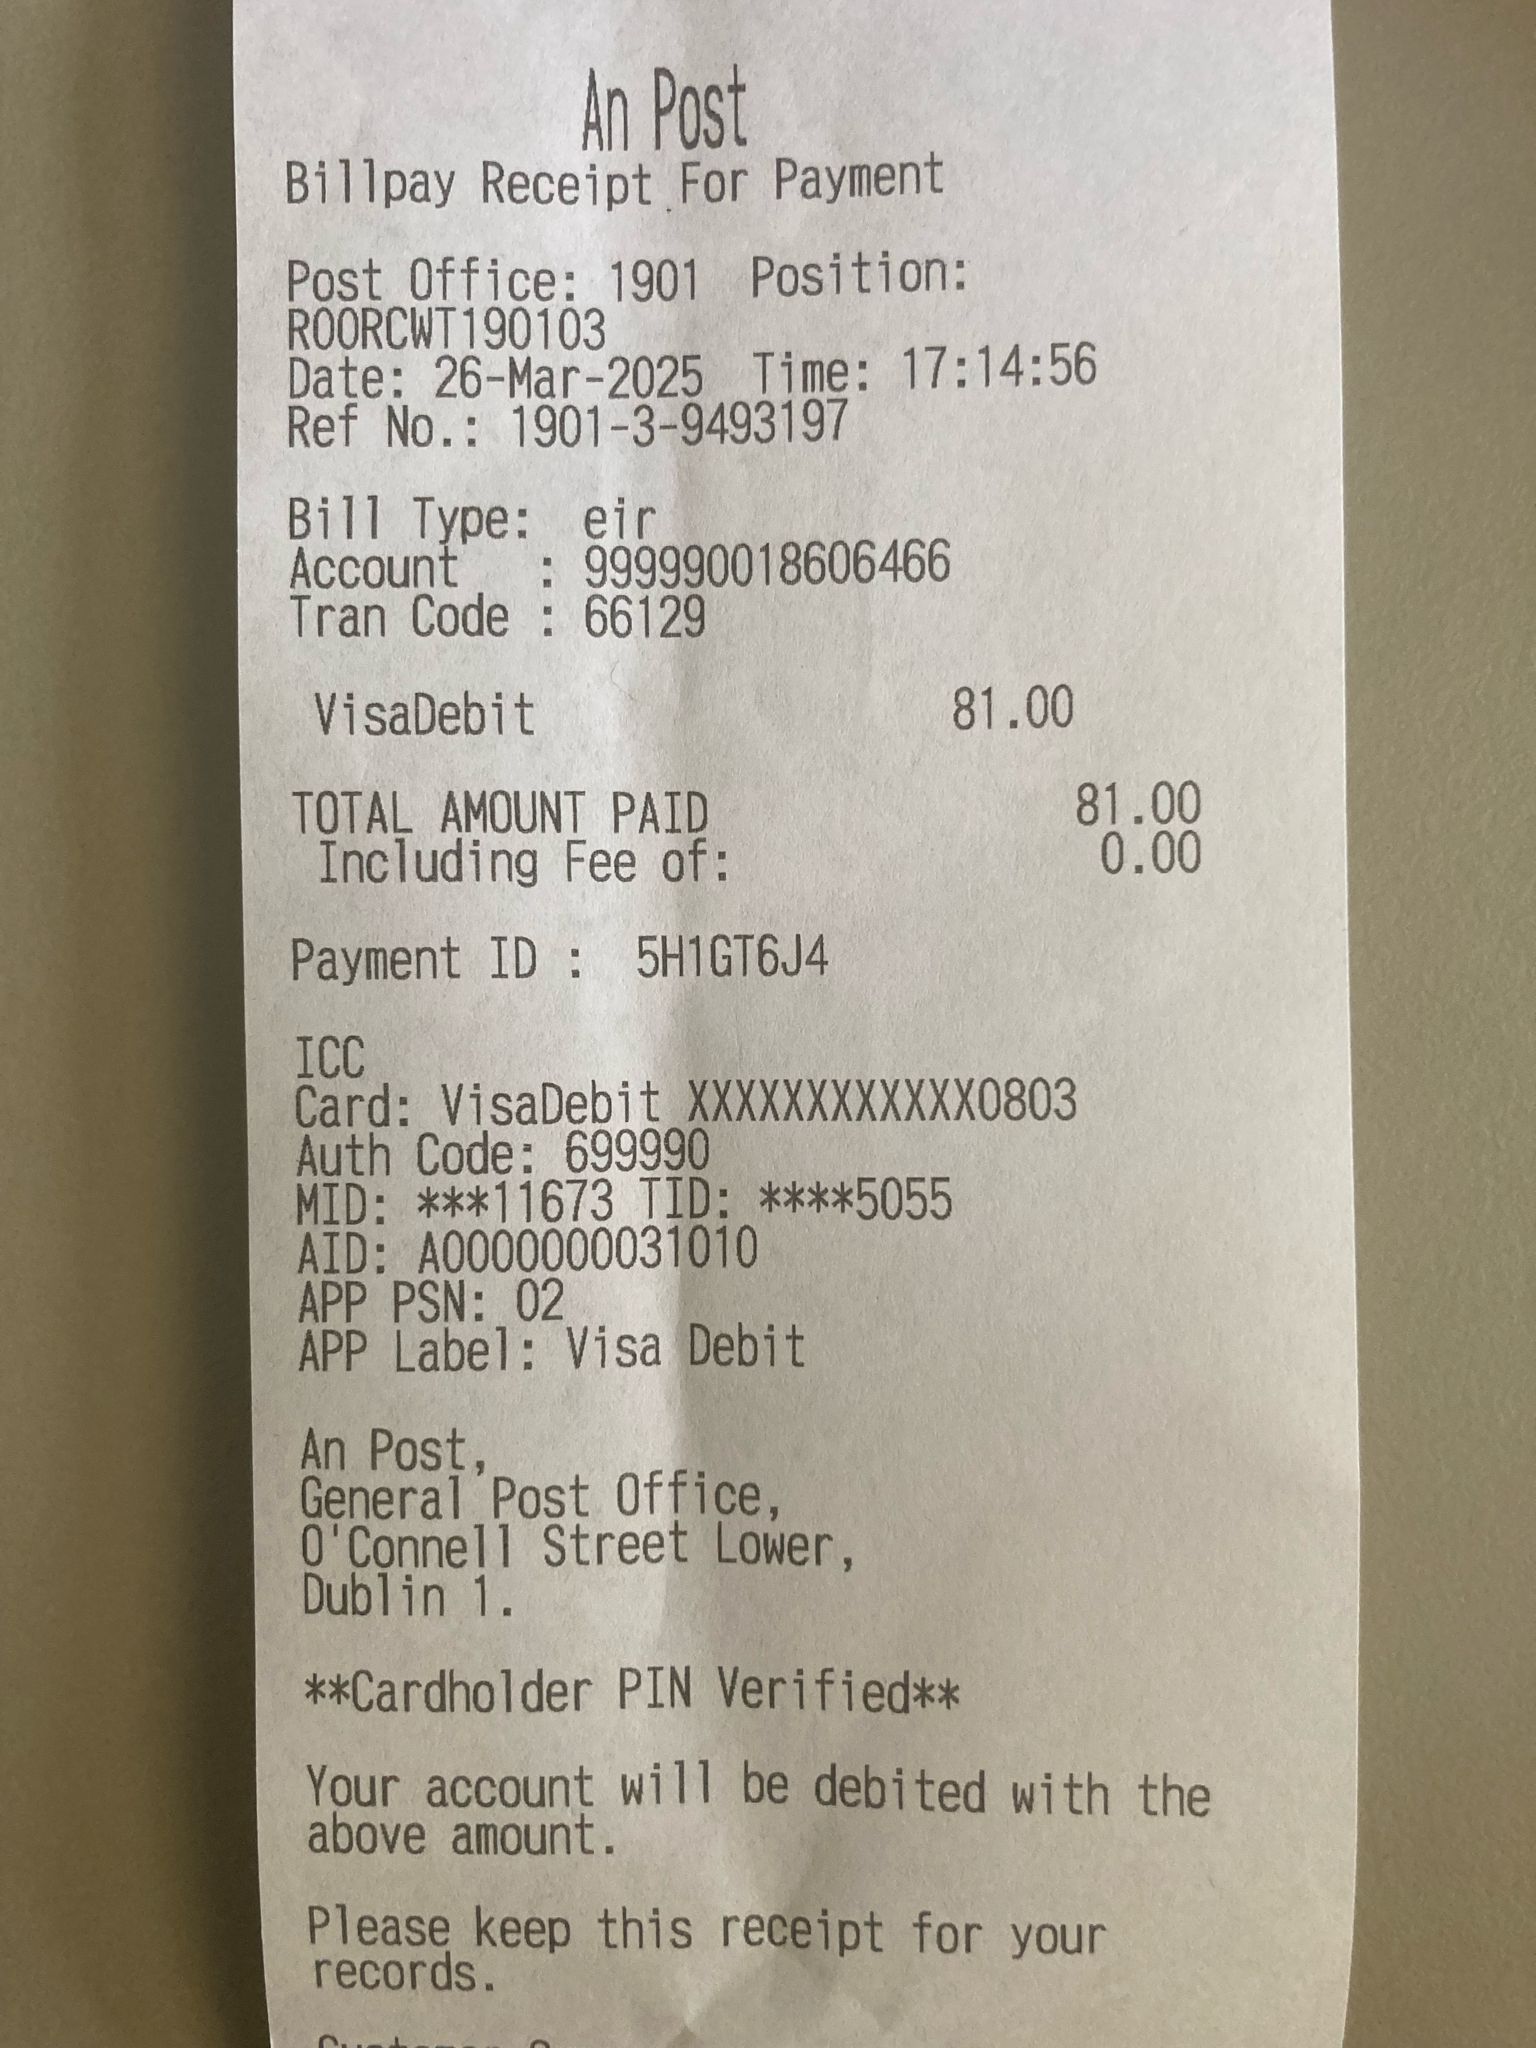 An Post
Billpay Receipt For Payment
Post Office: 1901 Position:
ROORCWT190103
Date: 26-Mar-2025 Time: 17:14:56
Ref No.: 1901-3-9493197
Bill Type: eir
Account : 999990018606466
Tran Code : 66129
VisaDebit 81.00
TOTAL AMOUNT PAID 81.00
Including Fee of: 0.00
Payment ID : 5H1GT6J4
ICC
Card: VisaDebit XXXXXXXXXXXX0803
Auth Code: 699990
MID: ***11673 TID: ****5055
AID: A0000000031010
APP PSN: 02
APP Label: Visa Debit
An Post,
General Post Office,
O'Connell Street Lower,
Dublin 1.
**Cardholder PIN Verified**
Your account will be debited with the
above amount.
Please keep this receipt for your
records.